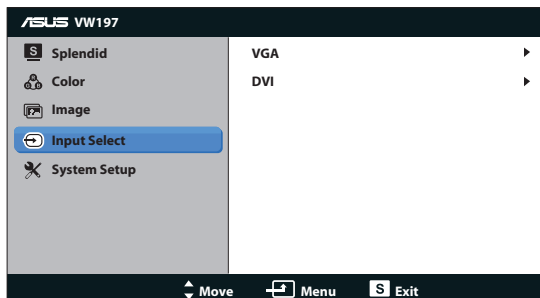 ASUS VW197
S Splendid
Color
Image
Input Select
System Setup
VGA
DVI
Move Menu S Exit